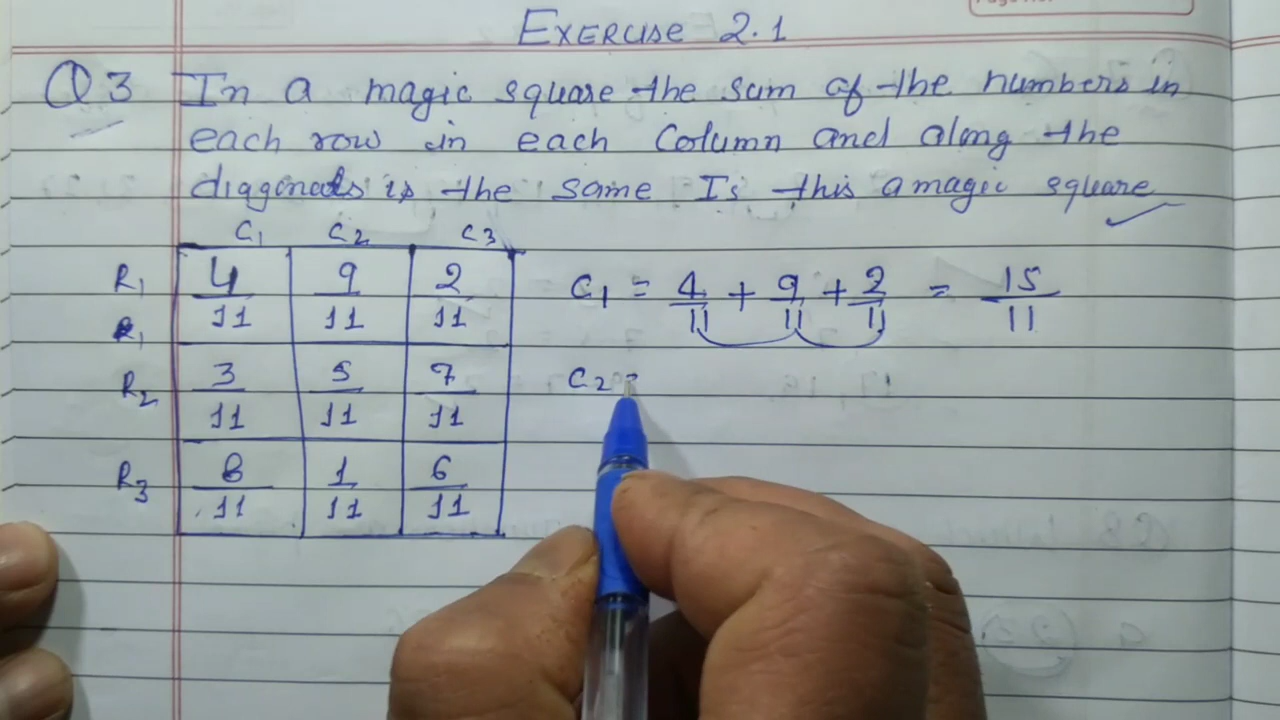 EXERCISE 2.1
Q3 In a magic square the sum of the numbers in
each row in each Column and along the
diagonals is the same Is this a magic square
C₁ C₂ C₃
R₁ 4/11 9/11 2/11
R₁
R₂ 3/11 5/11 7/11
R₃ 8/11 1/11 6/11
C₁ = 4/11 + 9/11 + 2/11 = 15/11
C₂ =